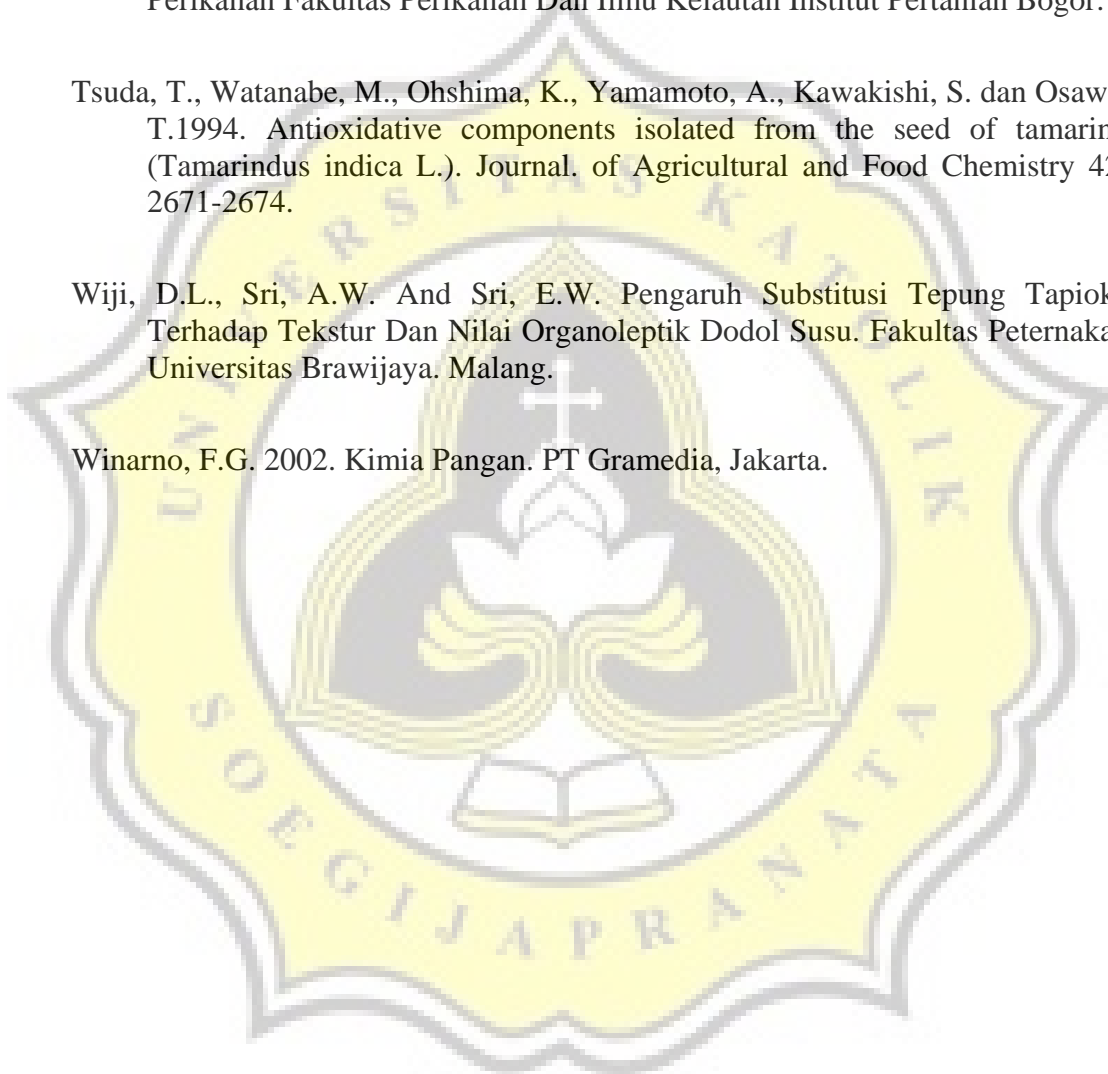 Perikanan Fakultas Perikanan Dan Ilmu Kelautan Institut Pertanian Bogor.
Tsuda, T., Watanabe, M., Ohshima, K., Yamamoto, A., Kawakishi, S. dan Osaw
T.1994. Antioxidative components isolated from the seed of tamarin
(Tamarindus indica L.). Journal. of Agricultural and Food Chemistry 42
2671-2674.
Wiji, D.L., Sri, A.W. And Sri, E.W. Pengaruh Substitusi Tepung Tapiok
Terhadap Tekstur Dan Nilai Organoleptik Dodol Susu. Fakultas Peternaka
Universitas Brawijaya. Malang.
Winarno, F.G. 2002. Kimia Pangan. PT Gramedia, Jakarta.
UNIVERSITAS KATOLIK
SOEGIJAPRANATA